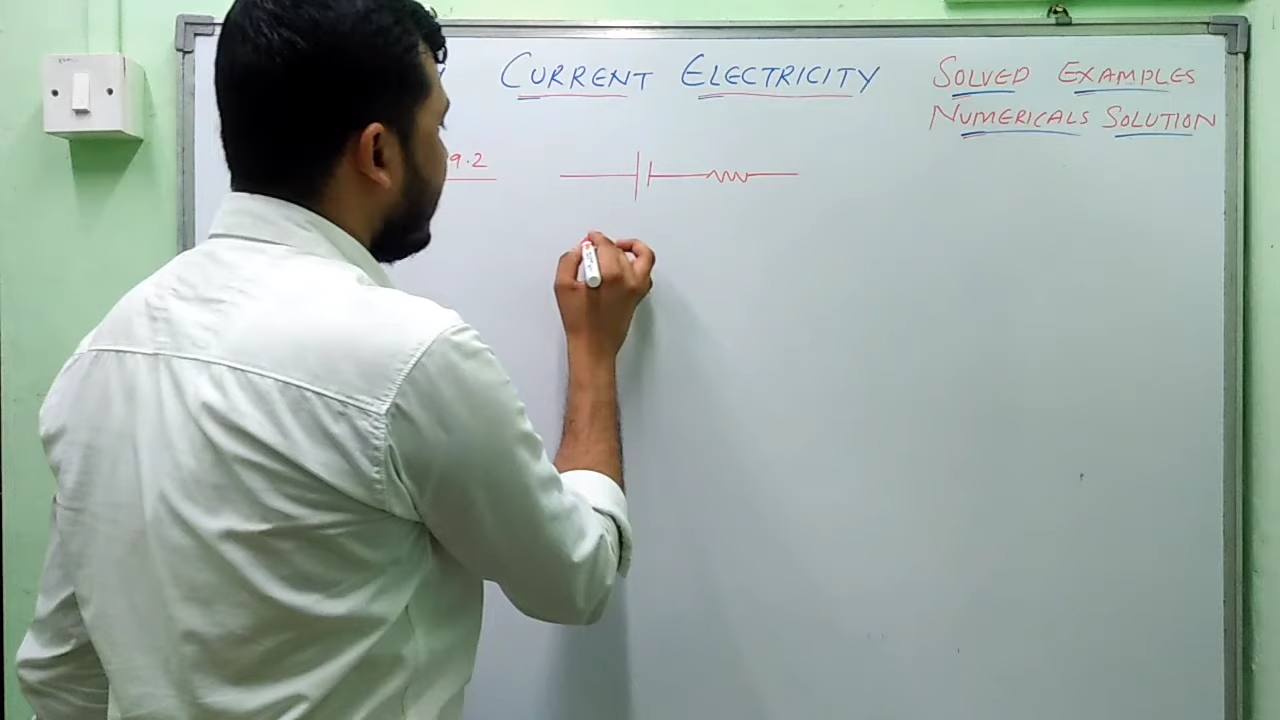 CURRENT ELECTRICITY
SOLVED EXAMPLES
NUMERICALS SOLUTION
9.2